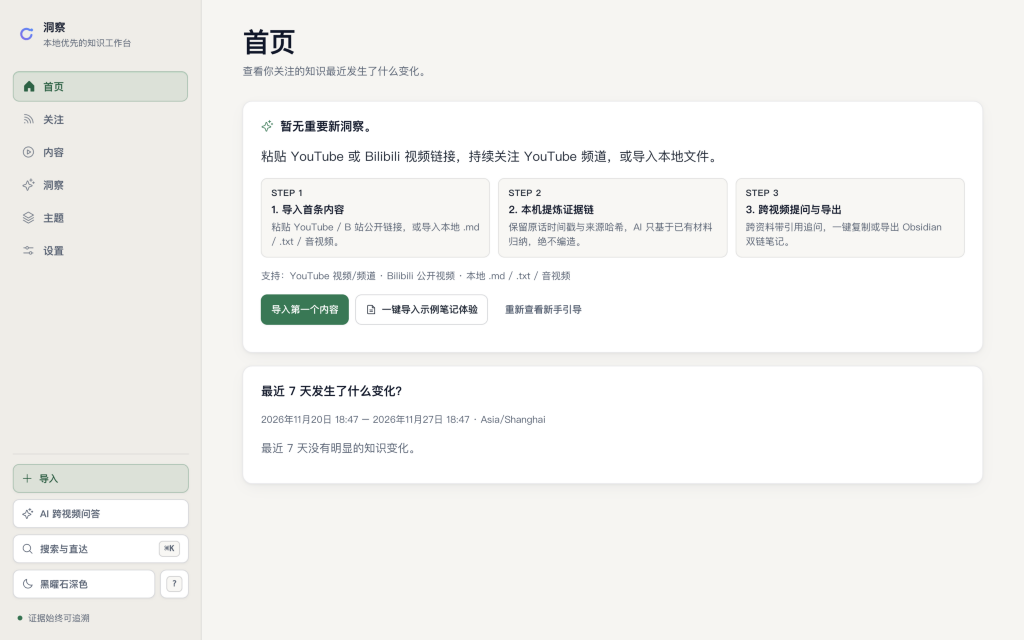 洞察
本地优先的知识工作台
首页
关注
内容
洞察
主题
设置
导入
AI 跨视频问答
搜索与直达 ⌘K
黑曜石深色 ?
证据始终可追溯
首页
查看你关注的知识最近发生了什么变化。
暂无重要新洞察。
粘贴 YouTube 或 Bilibili 视频链接，持续关注 YouTube 频道，或导入本地文件。
STEP 1
1. 导入首条内容
粘贴 YouTube / B 站公开链接，或导入本地 .md
/ .txt / 音视频。
STEP 2
2. 本机提炼证据链
保留原话时间戳与来源哈希，AI 只基于已有材料
归纳，绝不编造。
STEP 3
3. 跨视频提问与导出
跨资料带引用追问，一键复制或导出 Obsidian
双链笔记。
支持：YouTube 视频/频道 · Bilibili 公开视频 · 本地 .md / .txt / 音视频
导入第一个内容
一键导入示例笔记体验
重新查看新手引导
最近 7 天发生了什么变化?
2026年11月20日 18:47 — 2026年11月27日 18:47 · Asia/Shanghai
最近 7 天没有明显的知识变化。